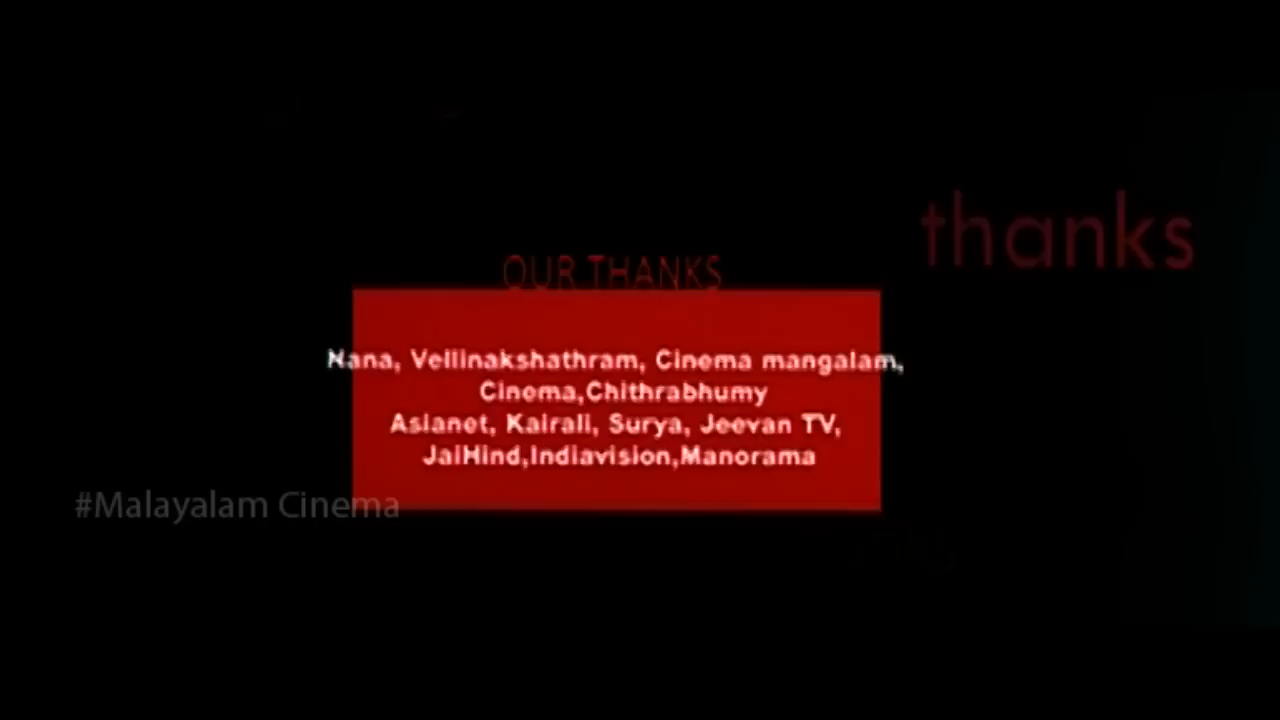 thanks
OUR THANKS
Nana, Vellinakshathram, Cinema mangalam,
Cinema,Chithrabhumy
Asianet, Kairali, Surya, Jeevan TV,
JaiHind,Indiavision,Manorama
#Malayalam Cinema